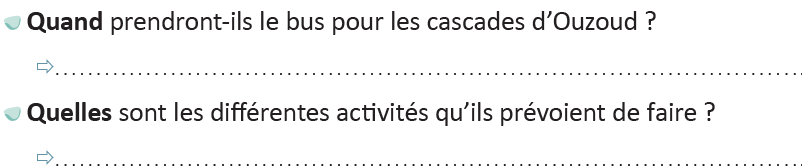 Quand prendront-ils le bus pour les cascades d'Ouzoud ?
⇨..........................................................................................
Quelles sont les différentes activités qu'ils prévoient de faire ?
⇨..........................................................................................